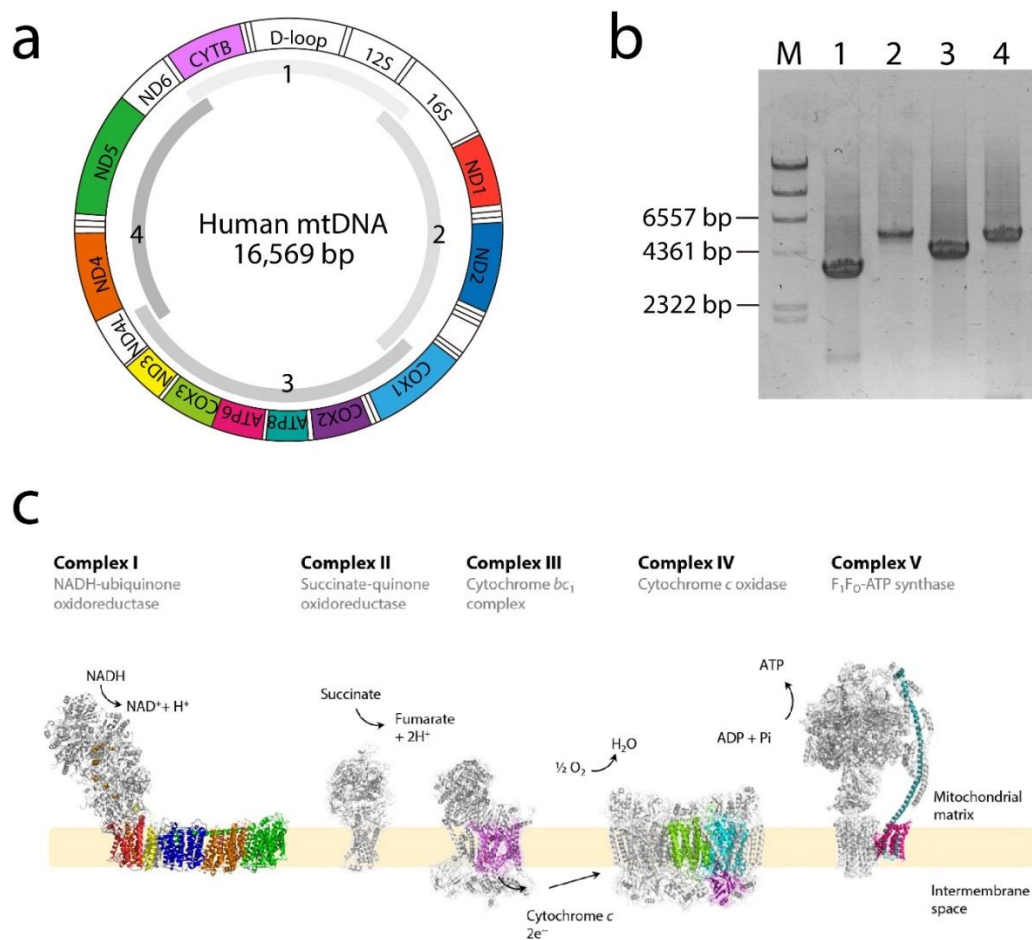 a
D-loop
12S
16S
ND1
ND2
COX1
COX2
ATP8
ATP6
COX3
ND3
ND4L
ND4
ND5
ND6
CYTB
1
2
3
4
Human mtDNA
16,569 bp
b
M 1 2 3 4
6557 bp
4361 bp
2322 bp
c
Complex I
NADH-ubiquinone
oxidoreductase
Complex II
Succinate-quinone
oxidoreductase
Complex III
Cytochrome bc₁
complex
Complex IV
Cytochrome c oxidase
Complex V
F₁F₀-ATP synthase
NADH
NAD⁺+ H⁺
Succinate
Fumarate
+ 2H⁺
Cytochrome c
2e⁻
½ O₂
H₂O
ATP
ADP + Pi
Mitochondrial
matrix
Intermembrane
space